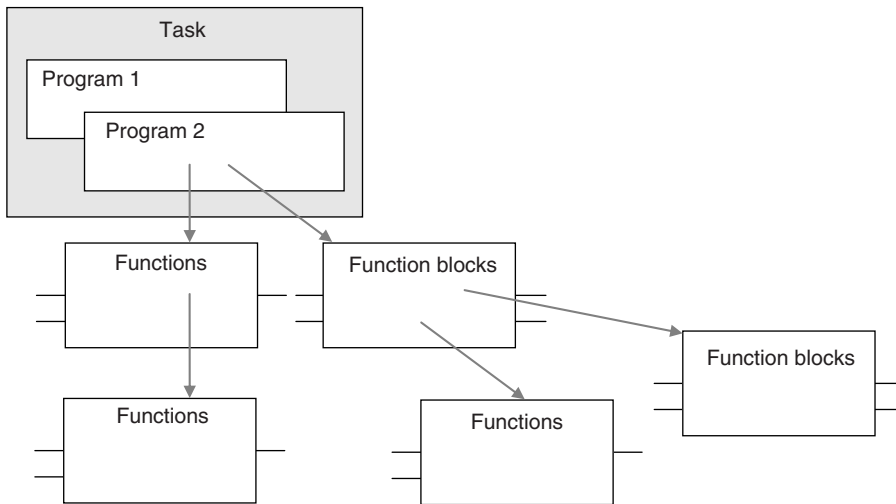 Task
Program 1
Program 2
Functions
Function blocks
Function blocks
Functions
Functions